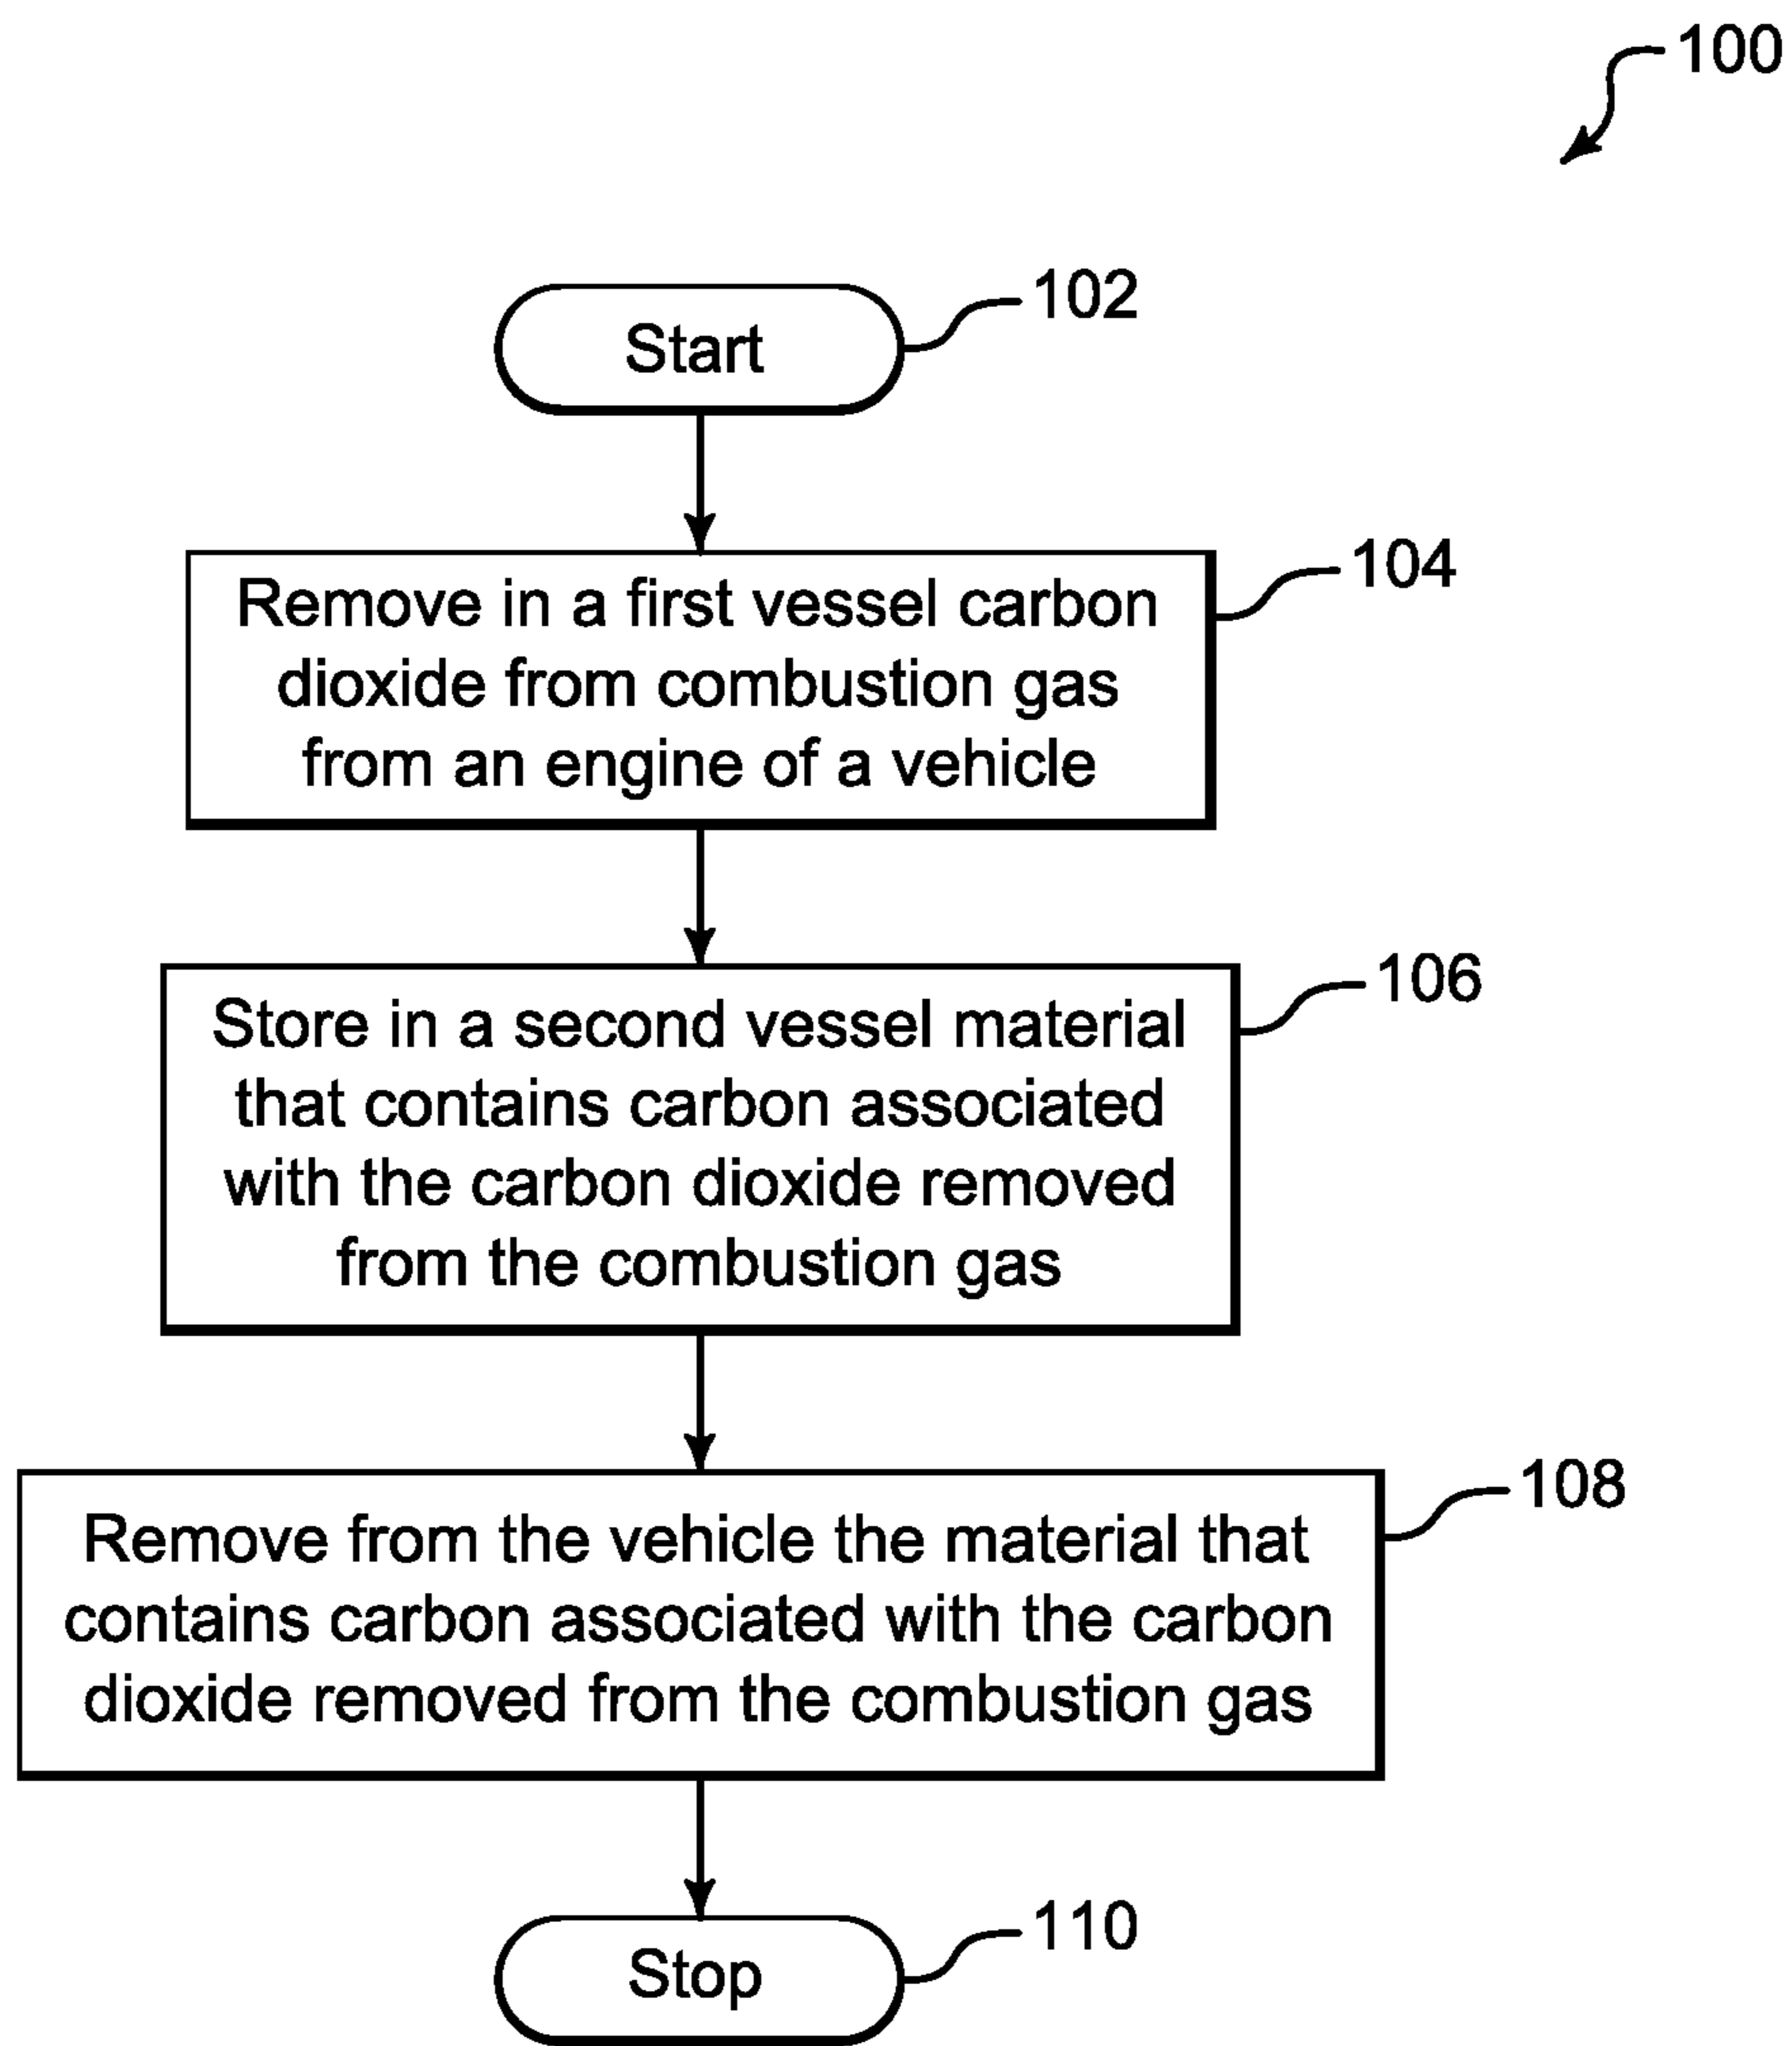 100
Start
102
Remove in a first vessel carbon
dioxide from combustion gas
from an engine of a vehicle
104
Store in a second vessel material
that contains carbon associated
with the carbon dioxide removed
from the combustion gas
106
Remove from the vehicle the material that
contains carbon associated with the carbon
dioxide removed from the combustion gas
108
Stop
110